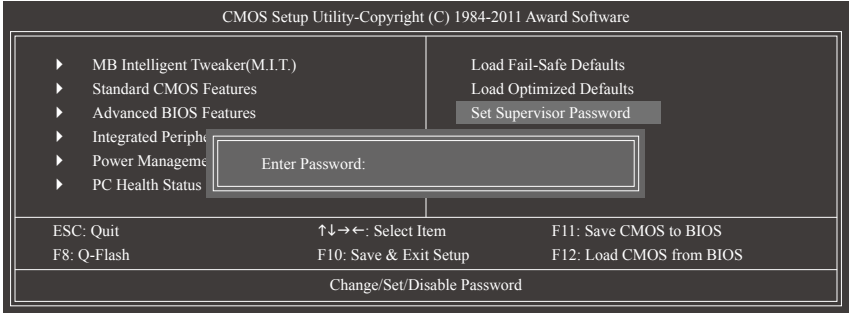 CMOS Setup Utility-Copyright (C) 1984-2011 Award Software
MB Intelligent Tweaker(M.I.T.)
Standard CMOS Features
Advanced BIOS Features
Integrated Periphe
Power Manageme
PC Health Status
Load Fail-Safe Defaults
Load Optimized Defaults
Set Supervisor Password
Enter Password:
ESC: Quit
↑↓→←: Select Item
F11: Save CMOS to BIOS
F8: Q-Flash
F10: Save & Exit Setup
F12: Load CMOS from BIOS
Change/Set/Disable Password